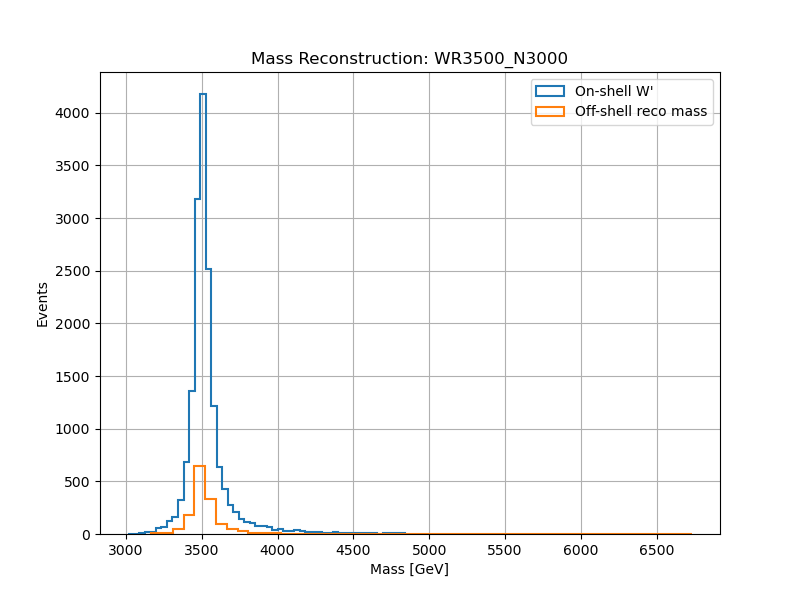 Mass Reconstruction: WR3500_N3000
On-shell W'
Off-shell reco mass
4000
3500
3000
2500
2000
1500
1000
500
0
Events
3000 3500 4000 4500 5000 5500 6000 6500
Mass [GeV]